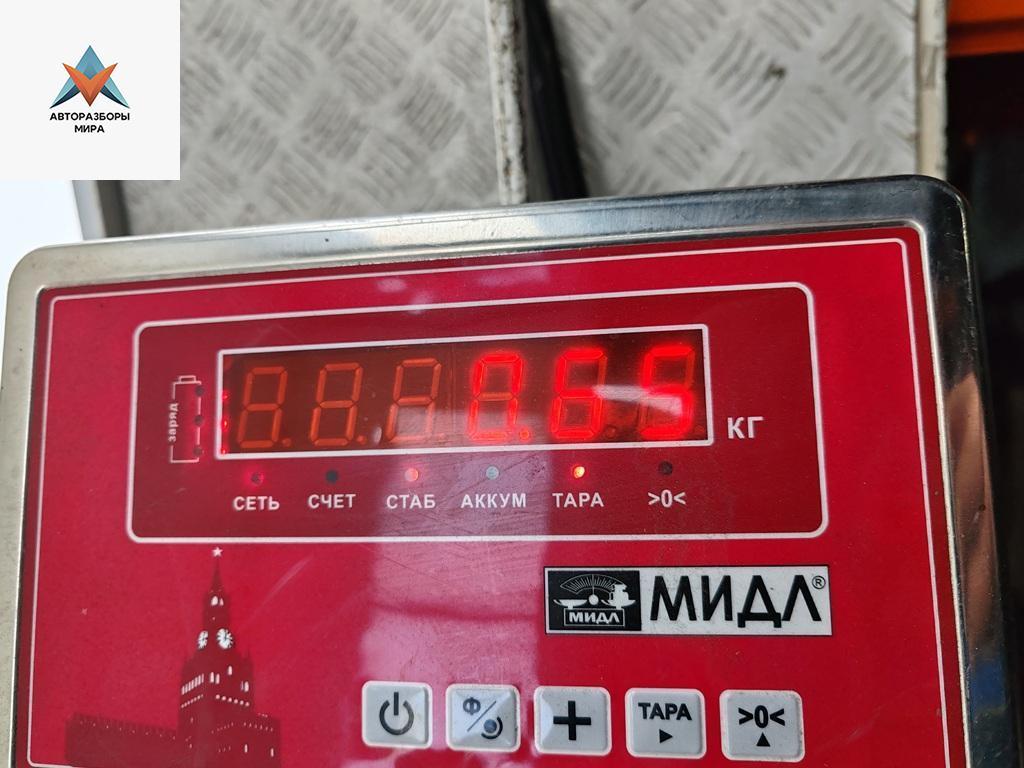 АВТОРАЗБОРЫ
МИРА
заряд
0.65
КГ
СЕТЬ СЧЕТ СТАБ АККУМ ТАРА >0<
МИДЛ МИДЛ®
Ф ТАРА >0<